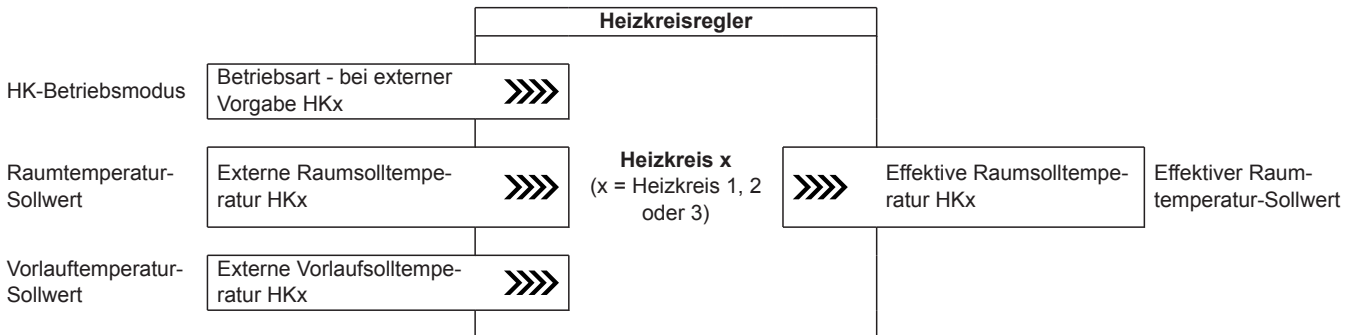 Heizkreisregler
HK-Betriebsmodus
Betriebsart - bei externer
Vorgabe HKx
Raumtemperatur-
Sollwert
Externe Raumsolltempe-
ratur HKx
Heizkreis x
(x = Heizkreis 1, 2
oder 3)
Effektive Raumsolltempe-
ratur HKx
Effektiver Raum-
temperatur-Sollwert
Vorlauftemperatur-
Sollwert
Externe Vorlaufsolltempe-
ratur HKx